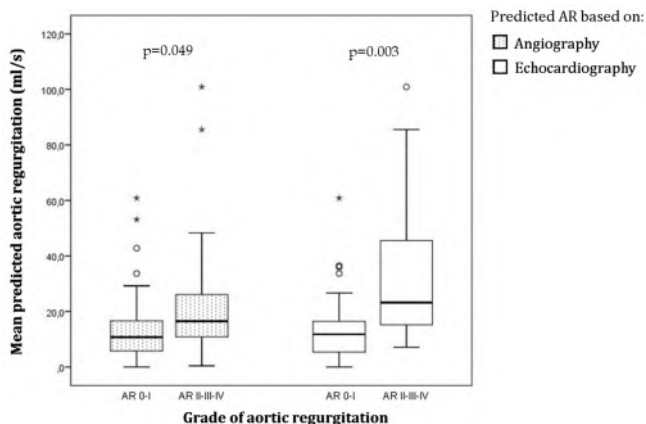 Predicted AR based on:
Angiography
Echocardiography
Mean predicted aortic regurgitation (ml/s)
120,0
100,0
80,0
60,0
40,0
20,0
,0
p=0.049
p=0.003
AR 0-I
AR II-III-IV
AR 0-I
AR II-III-IV
Grade of aortic regurgitation